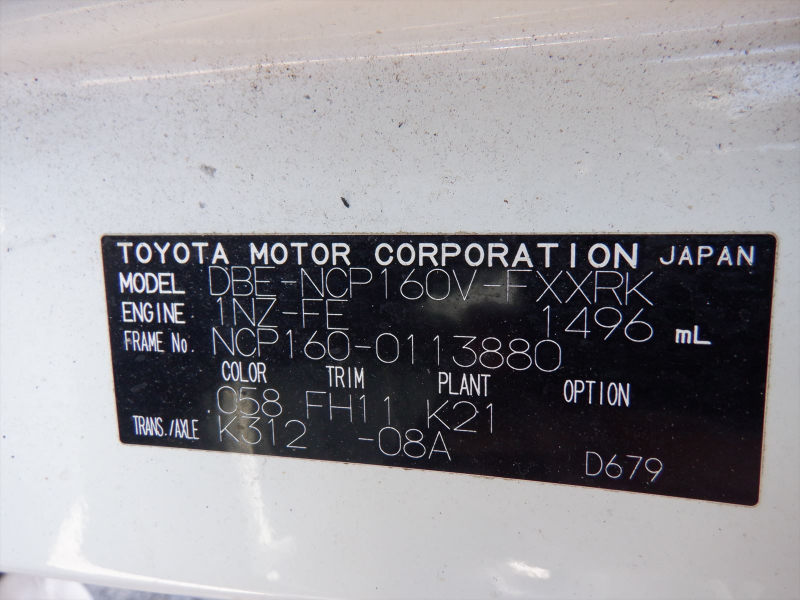 TOYOTA MOTOR CORPORATION JAPAN
MODEL DBE-NCP160V-FXXRK
ENGINE 1NZ-FE 1496 mL
FRAME No. NCP160-0113880
COLOR TRIM PLANT OPTION
058 FH11 K21
TRANS./AXLE K312 -08A
D679